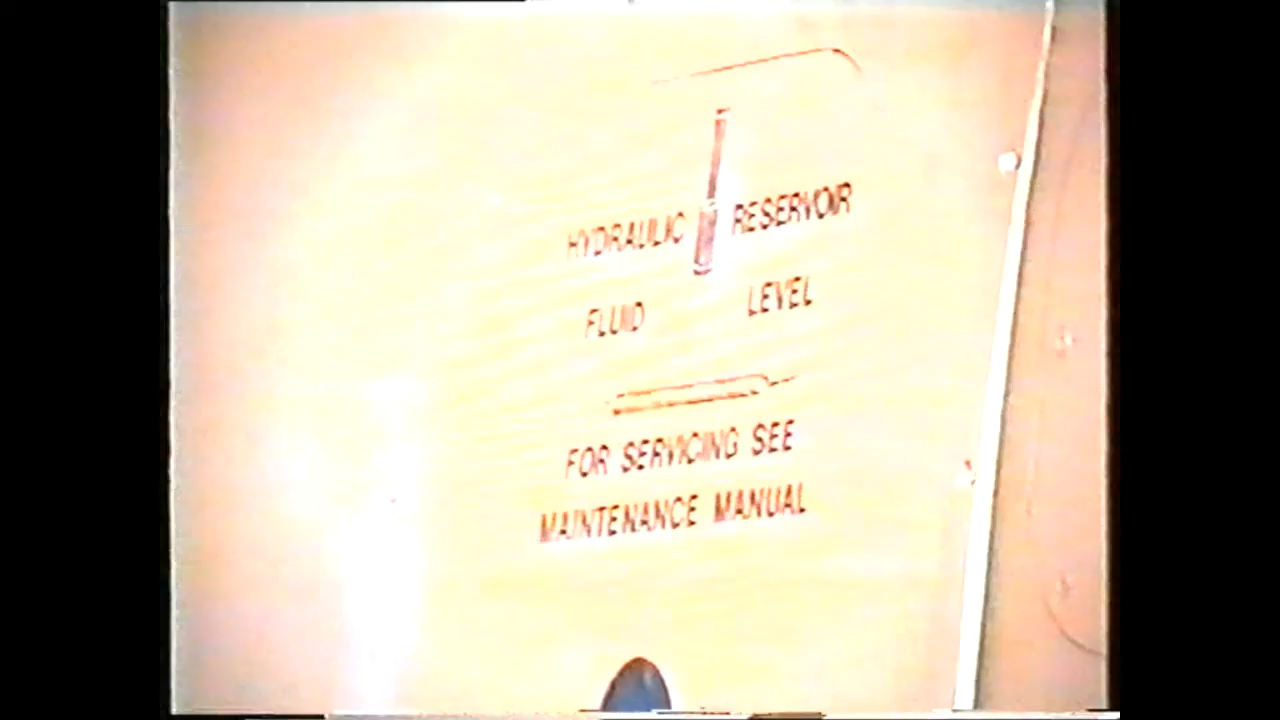 HYDRAULIC RESERVOIR
FLUID LEVEL
FOR SERVICING SEE
MAINTENANCE MANUAL